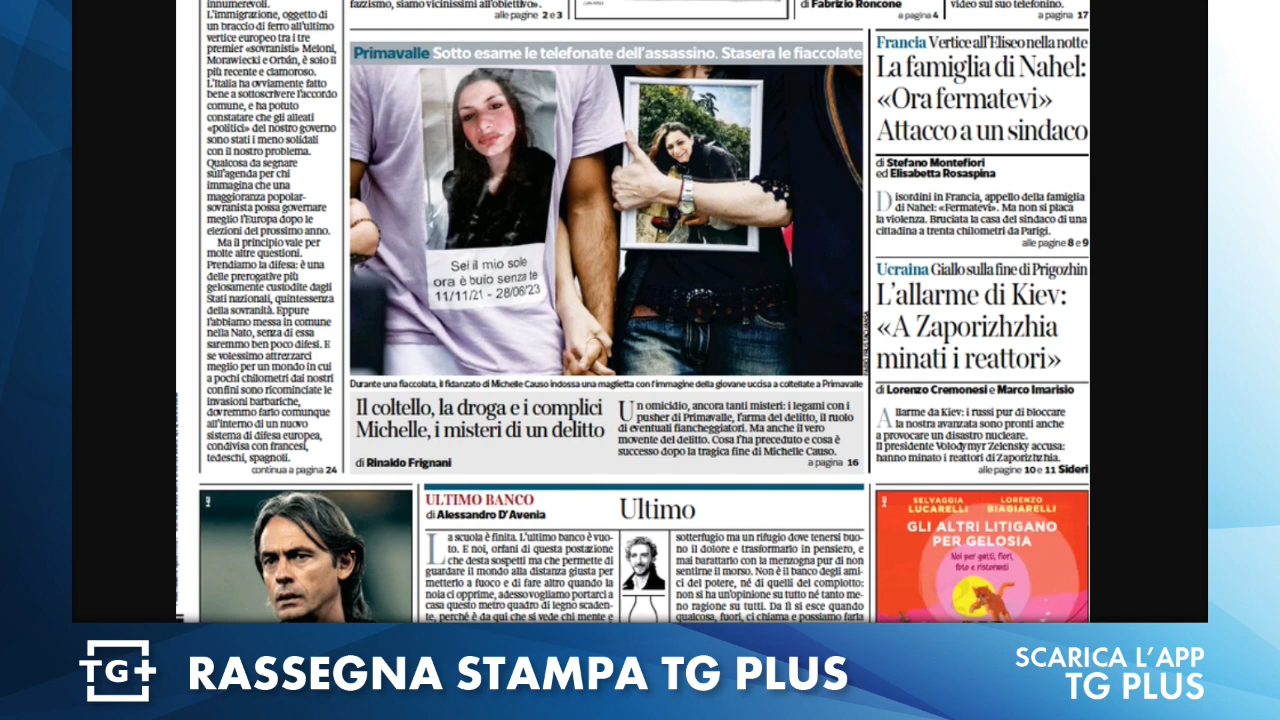 innumerevoli.
L'immigrazione, oggetto di
un braccio di ferro all'ultimo
vertice europeo tra i tre
premier «sovranisti» Meloni,
Morawiecki e Orbán, è solo il
più recente e clamoroso.
L'Italia ha ovviamente fatto
bene a sottoscrivere l'accordo
comune, e ha potuto
constatare che gli alleati
«politici» del nostro governo
sono stati i meno solidali
con il nostro problema.
Qualcosa da segnare
sull'agenda per chi
immagina che una
maggioranza popolar-
sovranista possa governare
meglio l'Europa dopo le
elezioni del prossimo anno.
Ma il principio vale per
molte altre questioni.
Prendiamo la difesa: è una
delle prerogative più
gelosamente custodite dagli
Stati nazionali, quintessenza
della sovranità. Eppure
l'abbiamo messa in comune
nella Nato, senza di essa
saremmo ben poco difesi. E
se volessimo attrezzarci
meglio per un mondo in cui
a pochi chilometri dai nostri
confini sono ricominciate le
invasioni barbariche,
dovremmo farlo comunque
all'interno di un nuovo
sistema di difesa europea,
condivisa con francesi,
tedeschi, spagnoli.
continua a pagina 24
fazzismo, siamo vicinissimi all'obiettivo».
alle pagine 2 e 3
di Fabrizio Roncone
a pagina 4
video sul suo telefonino.
a pagina 17
Primavalle Sotto esame le telefonate dell'assassino. Stasera le fiaccolate
Sei il mio sole
ora è buio senza te
11/11/21 - 28/06/23
Durante una fiaccolata, il fidanzato di Michelle Causo indossa una maglietta con l'immagine della giovane uccisa a coltellate a Primavalle
Il coltello, la droga e i complici
Michelle, i misteri di un delitto
di Rinaldo Frignani
Un omicidio, ancora tanti misteri: i legami con i
pusher di Primavalle, l'arma del delitto, il ruolo
di eventuali fiancheggiatori. Ma anche il vero
movente del delitto. Cosa l'ha preceduto e cosa è
successo dopo la tragica fine di Michelle Causo.
a pagina 16
Francia Vertice all'Eliseo nella notte
La famiglia di Nahel:
«Ora fermatevi»
Attacco a un sindaco
di Stefano Montefiori
ed Elisabetta Rosaspina
Disordini in Francia, appello della famiglia
di Nahel: «Fermatevi». Ma non si placa
la violenza. Bruciata la casa del sindaco di una
cittadina a trenta chilometri da Parigi.
alle pagine 8 e 9
Ucraina Giallo sulla fine di Prigozhin
L'allarme di Kiev:
«A Zaporizhzhia
minati i reattori»
di Lorenzo Cremonesi e Marco Imarisio
Allarme da Kiev: i russi pur di bloccare
la nostra avanzata sono pronti anche
a provocare un disastro nucleare.
Il presidente Volodymyr Zelensky accusa:
hanno minato i reattori di Zaporizhzhia.
alle pagine 10 e 11 Sideri
ULTIMO BANCO
di Alessandro D'Avenia
Ultimo
La scuola è finita. L'ultimo banco è vuo-
to. E noi, orfani di questa postazione
che desta sospetti ma che permette di
guardare il mondo alla distanza giusta per
metterlo a fuoco e di fare altro quando la
noia ci opprime, adesso vogliamo portarci a
casa questo metro quadro di legno scaden-
te, perché è da qui che si vede chi mente e
sotterfugio ma un rifugio dove tenersi buo-
no il dolore e trasformarlo in pensiero, e
mai barattarlo con la menzogna pur di non
sentirne il morso. Non è il banco degli ami-
ci del potere, né di quelli del complotto:
non si ha un'opinione su tutto né tanto me-
no ragione su tutti. Da lì si esce quando
qualcosa, fuori, ci chiama e possiamo farla
SELVAGGIA LUCARELLI
LORENZO BIAGIARELLI
GLI ALTRI LITIGANO
PER GELOSIA
Noi per gatti, fiori,
foto e ristoranti
TG+
RASSEGNA STAMPA TG PLUS
SCARICA L'APP
TG PLUS